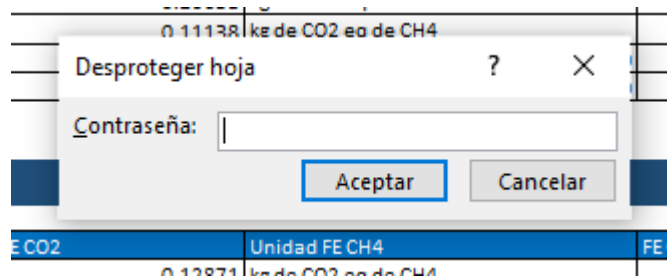 0.11138 kg de CO2 eq de CH4
Desproteger hoja ? ×
Contraseña:
Aceptar Cancelar
E CO2 Unidad FE CH4 FE
0.12871 kg de CO2 eq de CH4